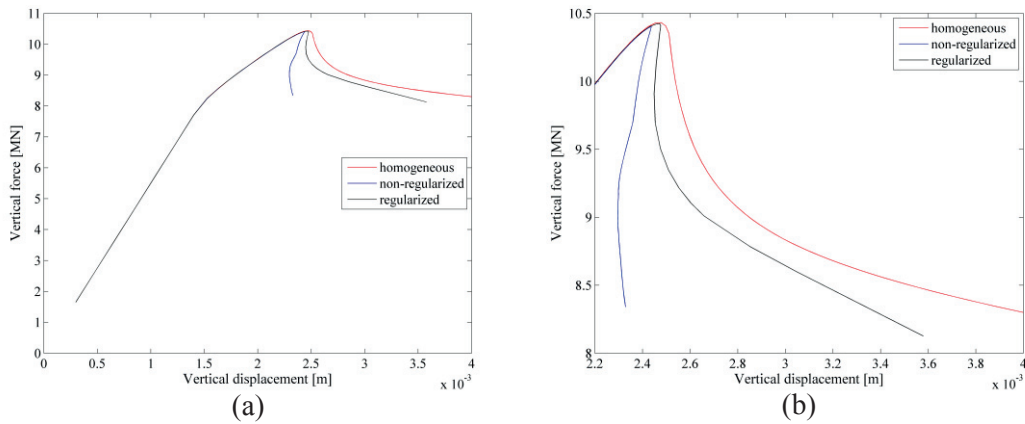 11
10
9
8
7
6
5
4
3
2
1
0
Vertical force [MN]
homogeneous
non-regularized
regularized
0 0.5 1 1.5 2 2.5 3 3.5 4
Vertical displacement [m]
x 10⁻³
(a)
10.5
10
9.5
9
8.5
8
Vertical force [MN]
homogeneous
non-regularized
regularized
2.2 2.4 2.6 2.8 3 3.2 3.4 3.6 3.8 4
Vertical displacement [m]
x 10⁻³
(b)